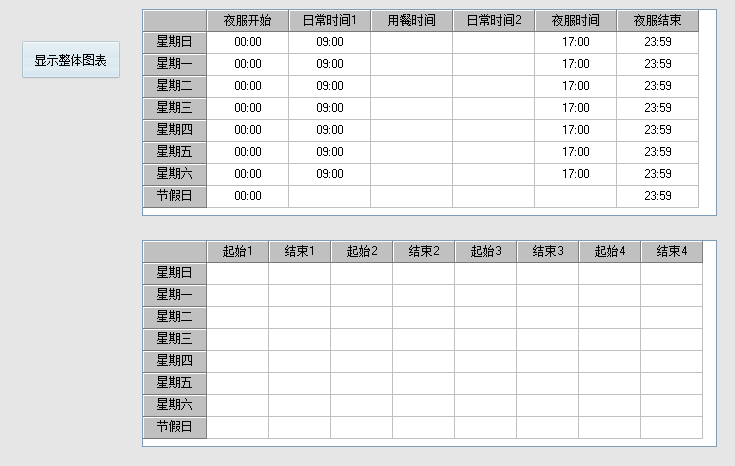 显示整体图表
夜服开始 日常时间1 用餐时间 日常时间2 夜服时间 夜服结束
星期日 00:00 09:00 17:00 23:59
星期一 00:00 09:00 17:00 23:59
星期二 00:00 09:00 17:00 23:59
星期三 00:00 09:00 17:00 23:59
星期四 00:00 09:00 17:00 23:59
星期五 00:00 09:00 17:00 23:59
星期六 00:00 09:00 17:00 23:59
节假日 00:00 23:59
起始1 结束1 起始2 结束2 起始3 结束3 起始4 结束4
星期日
星期一
星期二
星期三
星期四
星期五
星期六
节假日